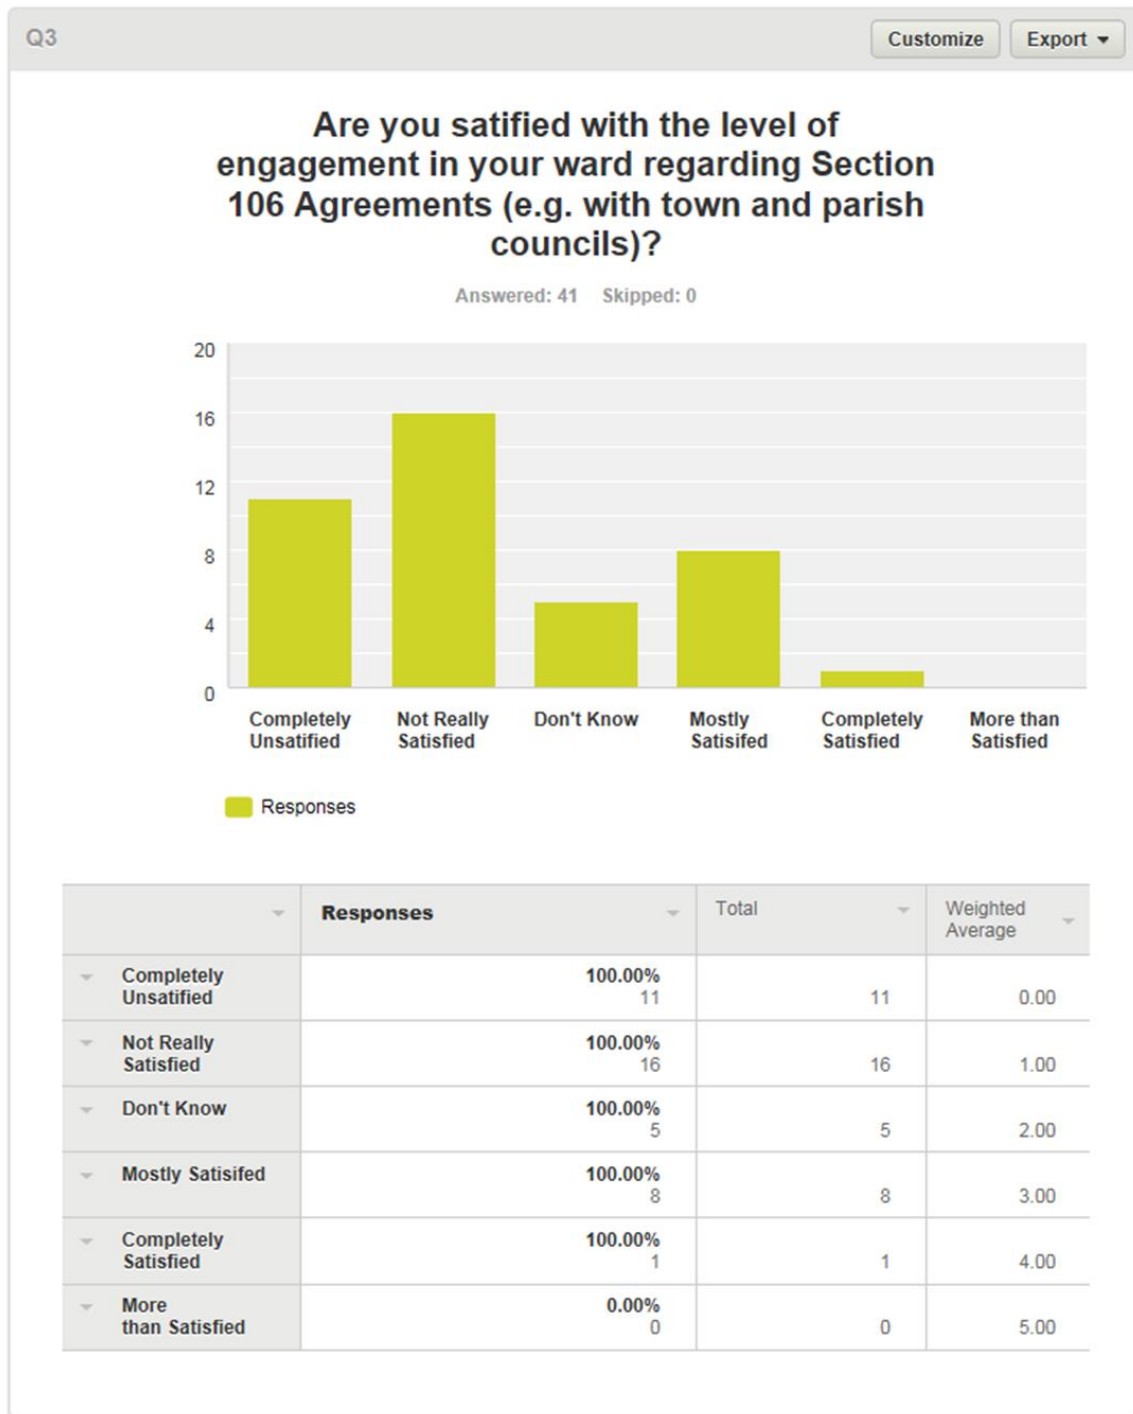 Q3
Customize
Export
Are you satified with the level of
engagement in your ward regarding Section
106 Agreements (e.g. with town and parish
councils)?
Answered: 41 Skipped: 0
20
16
12
8
4
0
Completely
Unsatified
Not Really
Satisfied
Don't Know
Mostly
Satisifed
Completely
Satisfied
More than
Satisfied
Responses
Responses
Total
Weighted
Average
Completely
Unsatified
100.00%
11
11
0.00
Not Really
Satisfied
100.00%
16
16
1.00
Don't Know
100.00%
5
5
2.00
Mostly Satisifed
100.00%
8
8
3.00
Completely
Satisfied
100.00%
1
1
4.00
More
than Satisfied
0.00%
0
0
5.00